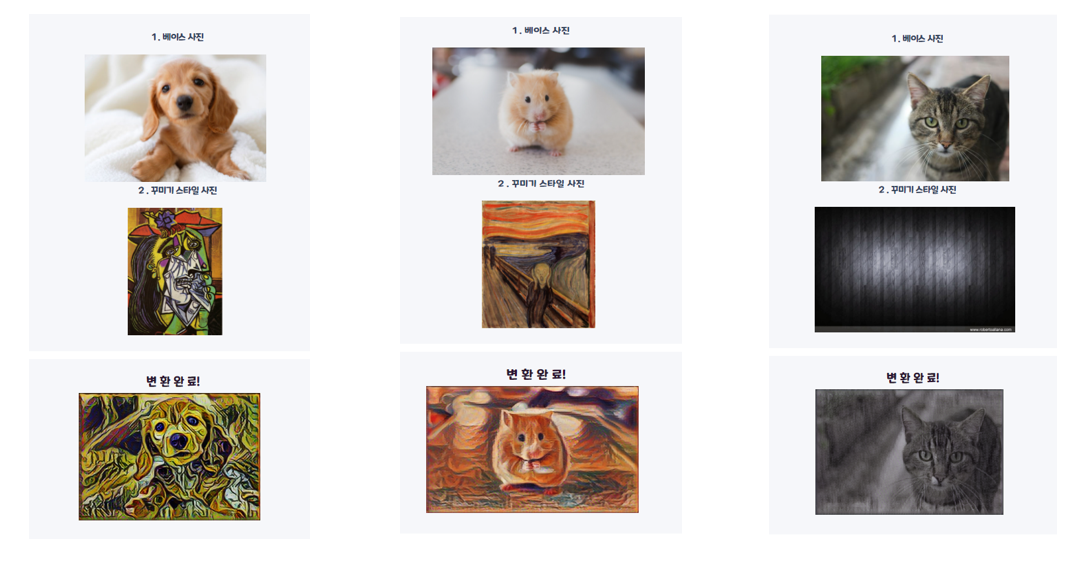 1. 베이스 사진
2. 꾸미기 스타일 사진
변 환 완 료!
1. 베이스 사진
2. 꾸미기 스타일 사진
변 환 완 료!
1. 베이스 사진
2. 꾸미기 스타일 사진
변 환 완 료!